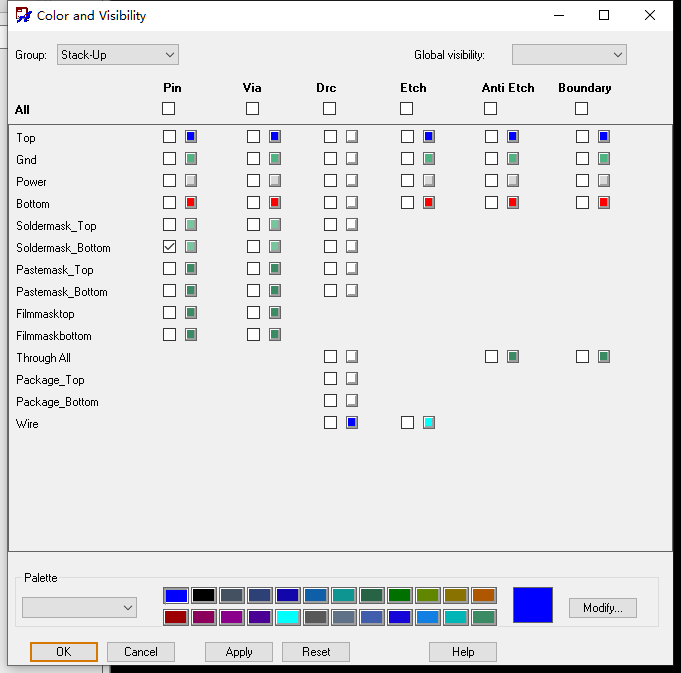 Color and Visibility
Group: Stack-Up Global visibility:
Pin Via Drc Etch Anti Etch Boundary
All
Top
Gnd
Power
Bottom
Soldermask_Top
Soldermask_Bottom
Pastemask_Top
Pastemask_Bottom
Filmmasktop
Filmmaskbottom
Through All
Package_Top
Package_Bottom
Wire
Palette
Modify...
OK Cancel Apply Reset Help